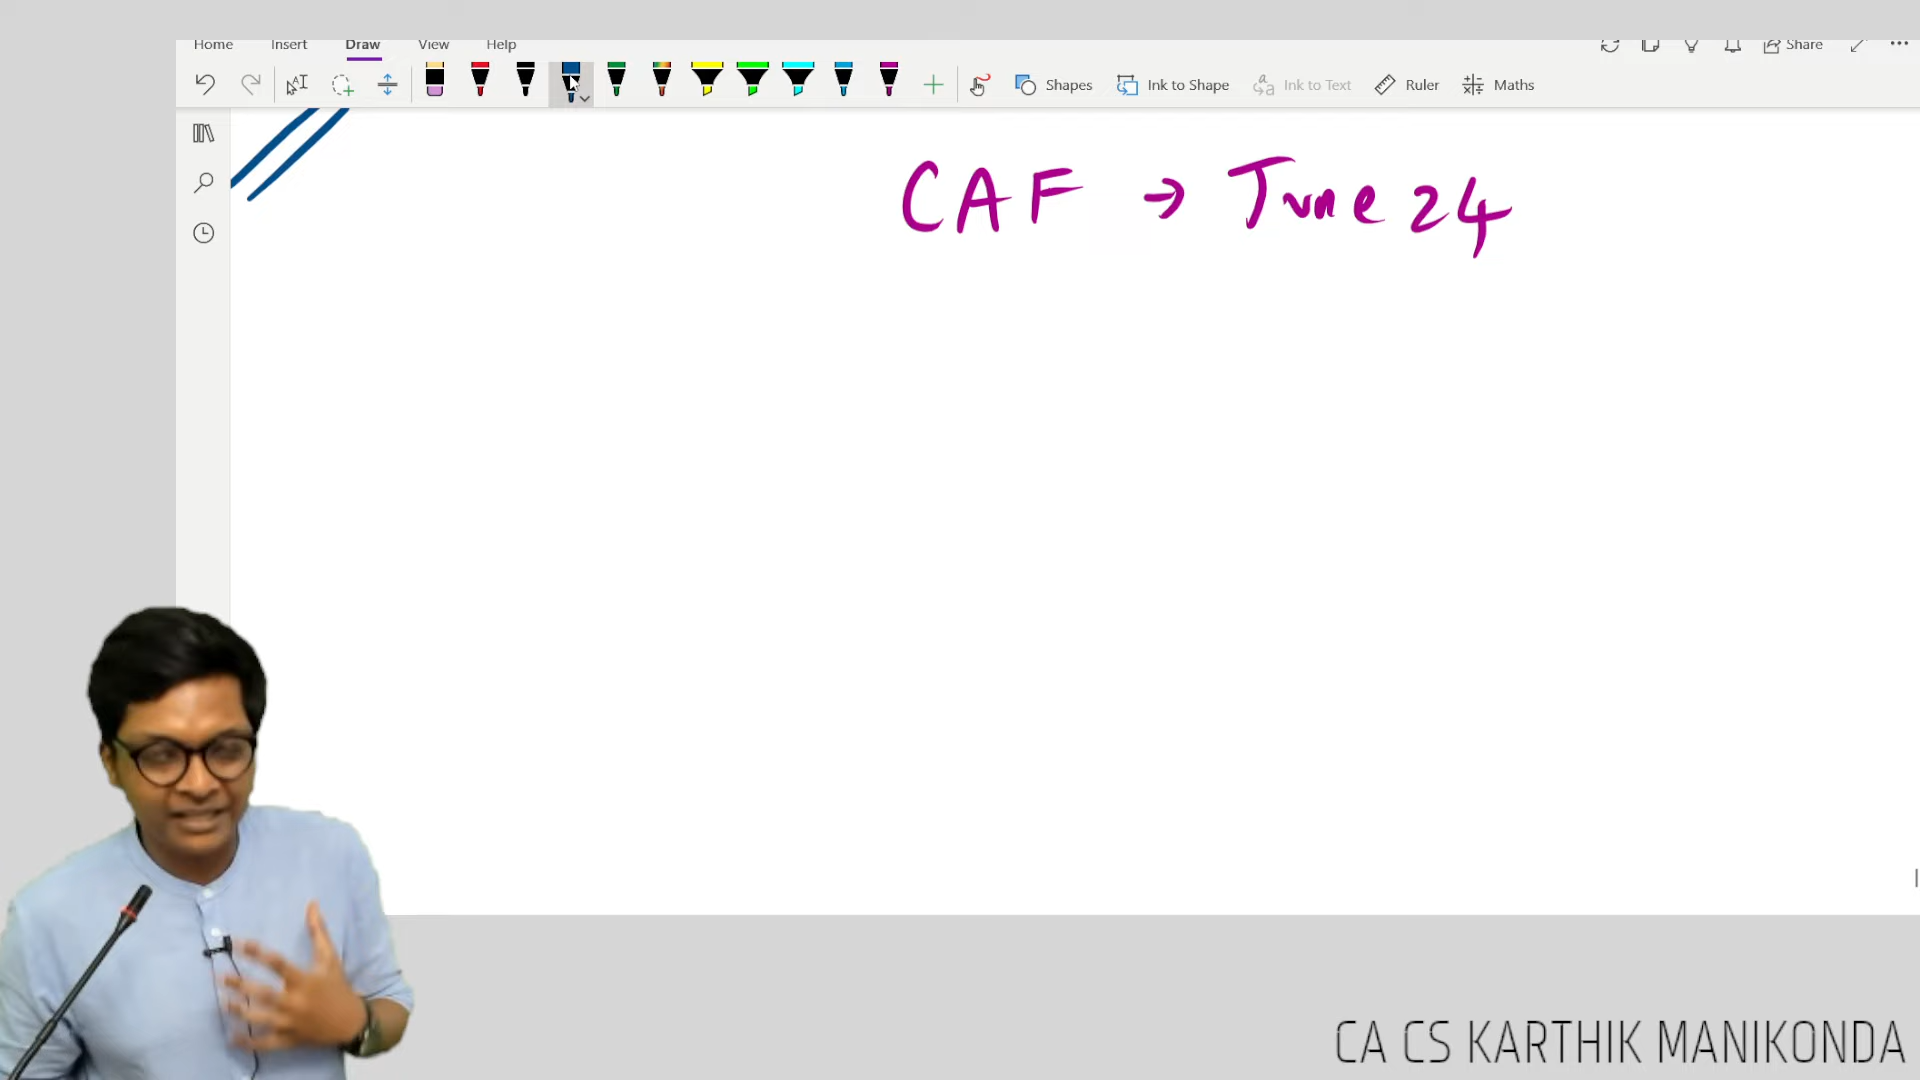 Home Insert Draw View Help Share
Shapes Ink to Shape Ink to Text Ruler Maths
CAF → June 24
CA CS KARTHIK MANIKONDA